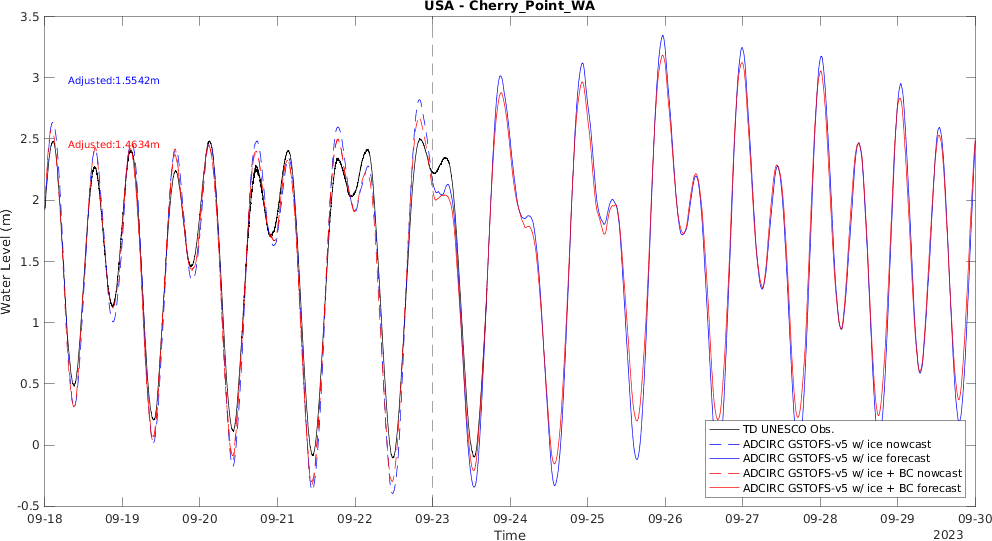 USA - Cherry_Point_WA
3.5
3
2.5
2
1.5
1
0.5
0
-0.5
Water Level (m)
Adjusted:1.5542m
Adjusted:1.4634m
TD UNESCO Obs.
ADCIRC GSTOFS-v5 w/ ice nowcast
ADCIRC GSTOFS-v5 w/ ice forecast
ADCIRC GSTOFS-v5 w/ ice + BC nowcast
ADCIRC GSTOFS-v5 w/ ice + BC forecast
09-18 09-19 09-20 09-21 09-22 09-23 09-24 09-25 09-26 09-27 09-28 09-29 09-30
Time
2023